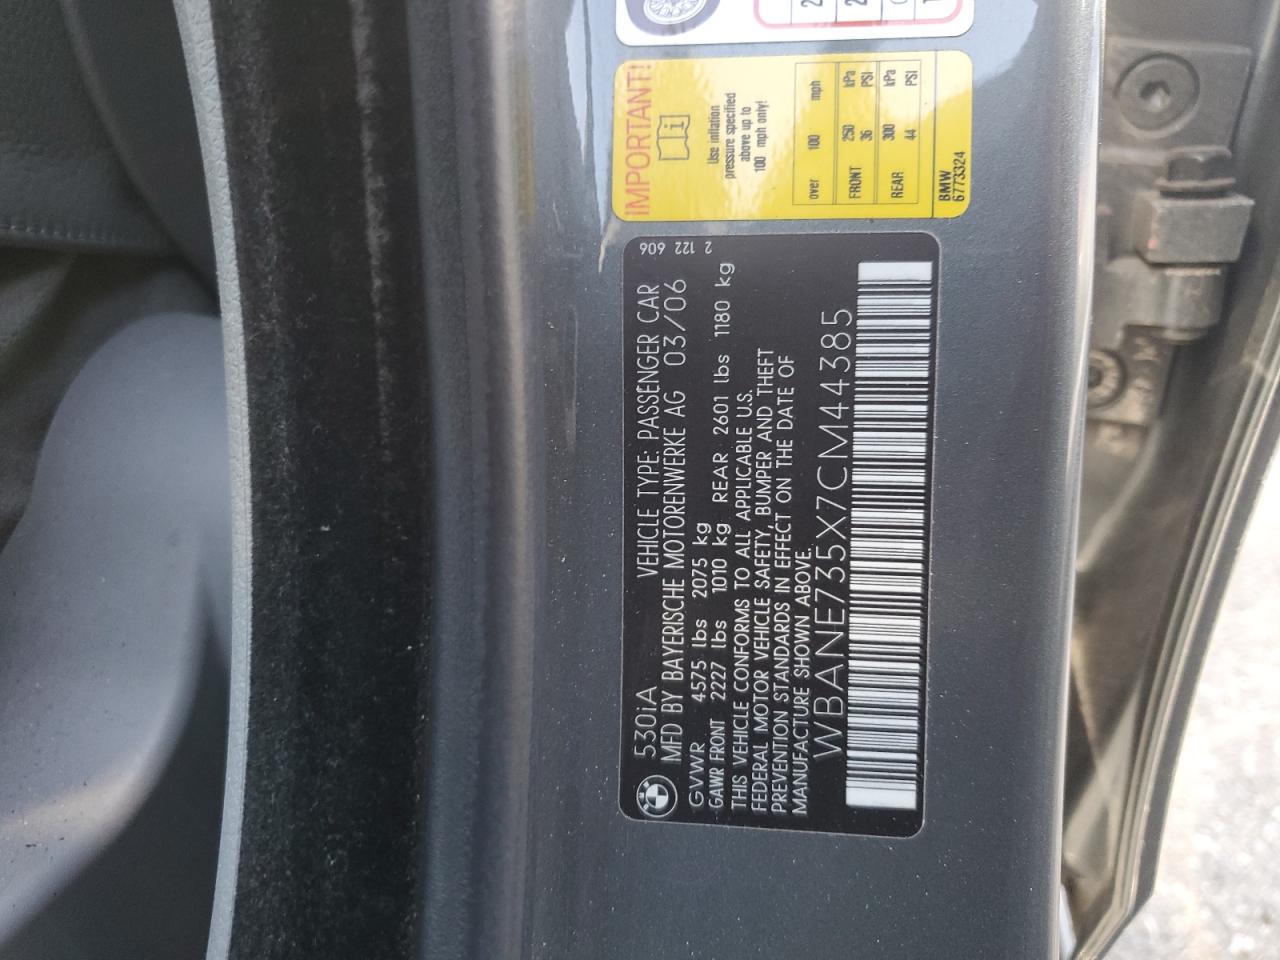 IMPORTANT!
Use inflation
pressure specified
above up to
100 mph only!
over 100 mph
FRONT 250 kPa
36 PSI
REAR 300 kPa
44 PSI
BMW
6773324
530iA VEHICLE TYPE: PASSENGER CAR
2 122 606
MFD BY BAYERISCHE MOTORENWERKE AG 03/06
GVWR 4575 lbs 2075 kg
GAWR FRONT 2227 lbs 1010 kg REAR 2601 lbs 1180 kg
THIS VEHICLE CONFORMS TO ALL APPLICABLE U.S.
FEDERAL MOTOR VEHICLE SAFETY, BUMPER AND THEFT
PREVENTION STANDARDS IN EFFECT ON THE DATE OF
MANUFACTURE SHOWN ABOVE.
WBANE735X7CM44385